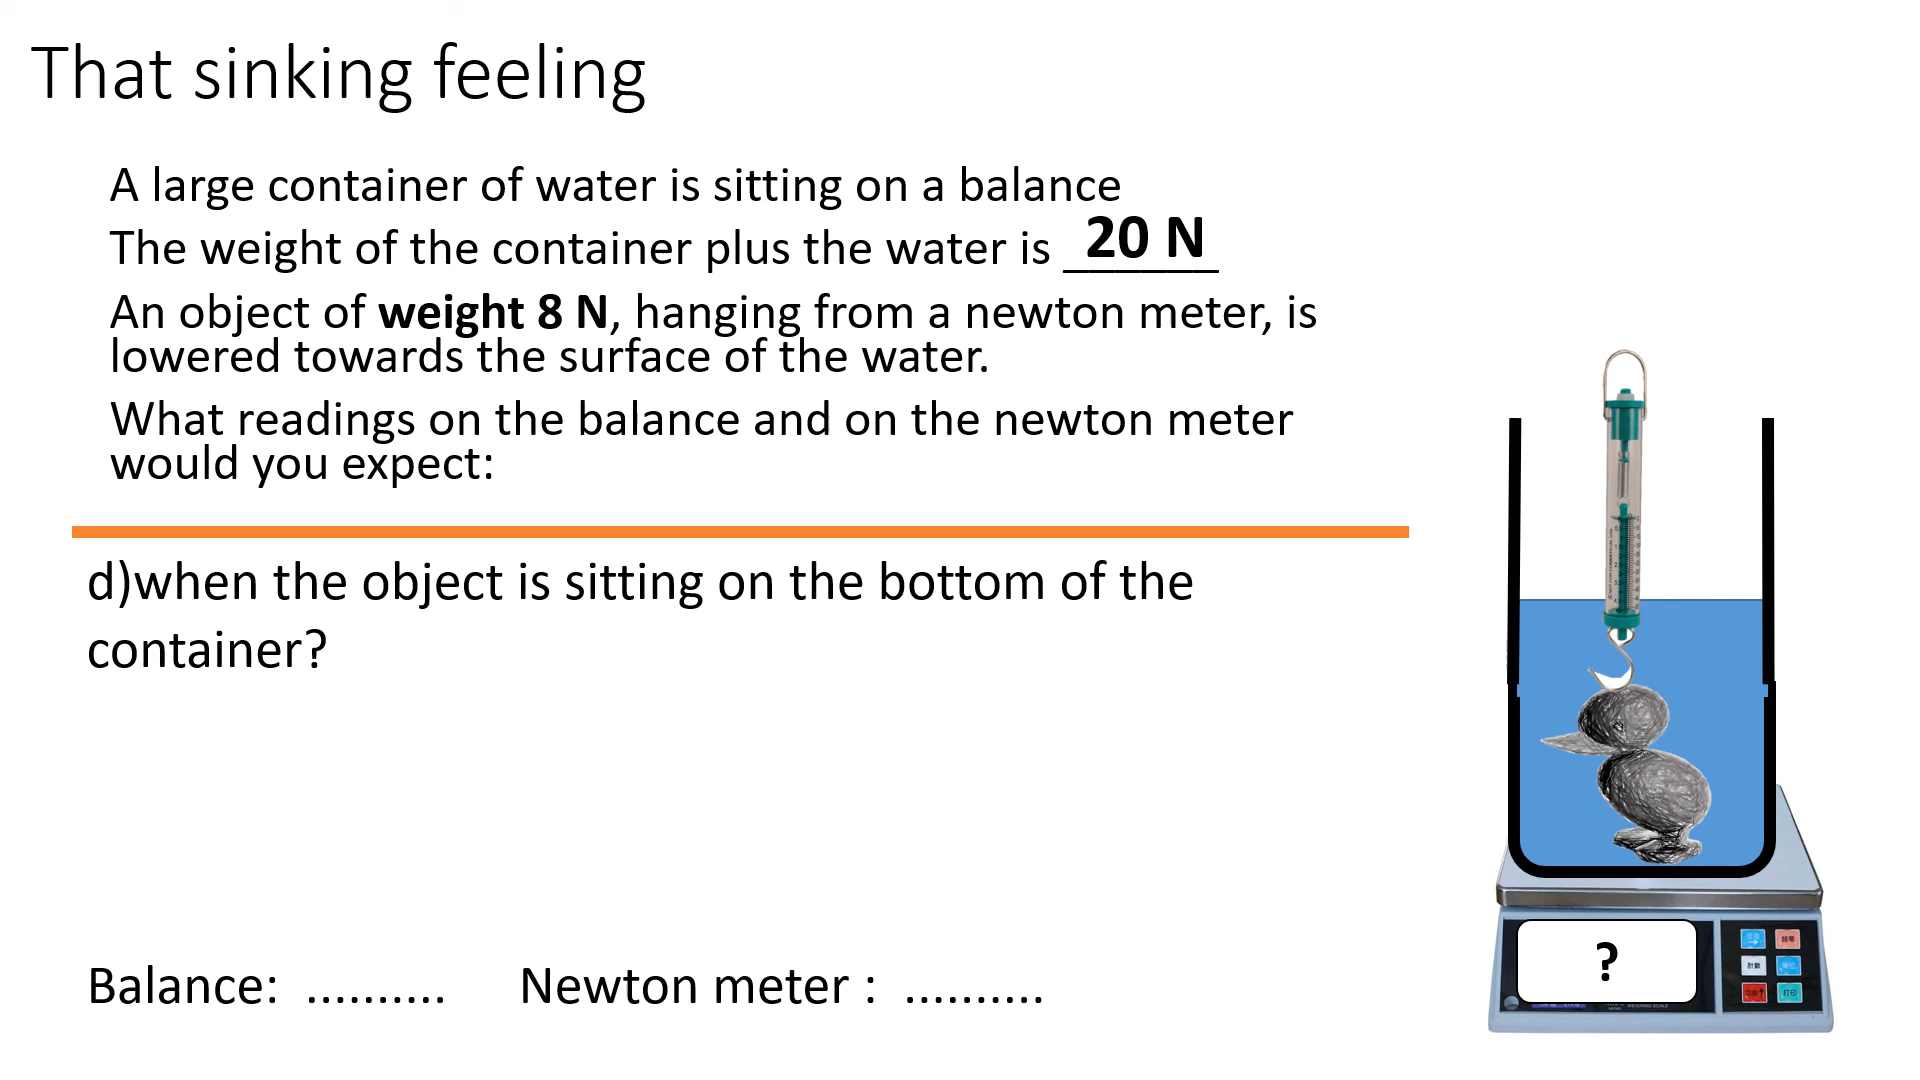 That sinking feeling
A large container of water is sitting on a balance
The weight of the container plus the water is ______
20 N
An object of weight 8 N, hanging from a newton meter, is
lowered towards the surface of the water.
What readings on the balance and on the newton meter
would you expect:
d)when the object is sitting on the bottom of the
container?
?
Balance: .......... Newton meter : ..........